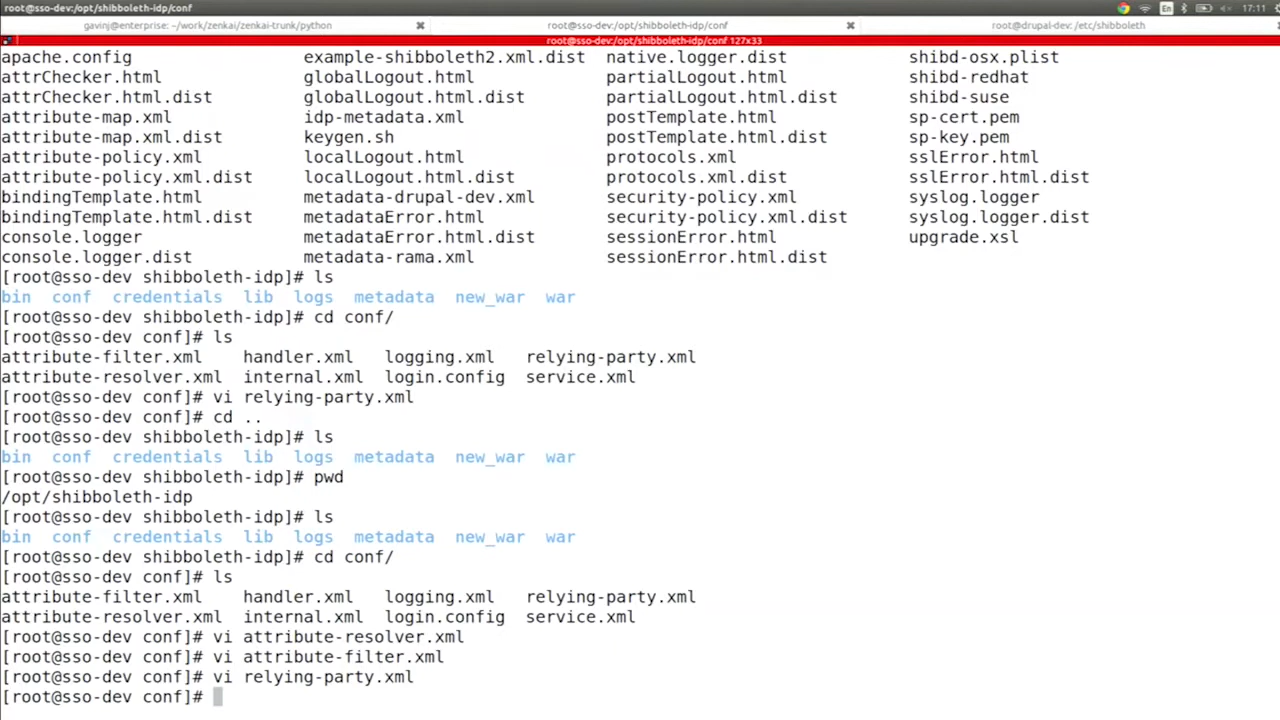 root@sso-dev:/opt/shibboleth-idp/conf
En 17:11
gavinj@enterprise: ~/work/zenkai/zenkai-trunk/python root@sso-dev:/opt/shibboleth-idp/conf root@drupal-dev: /etc/shibboleth
root@sso-dev:/opt/shibboleth-idp/conf 127x33
apache.config example-shibboleth2.xml.dist native.logger.dist shibd-osx.plist
attrChecker.html globalLogout.html partialLogout.html shibd-redhat
attrChecker.html.dist globalLogout.html.dist partialLogout.html.dist shibd-suse
attribute-map.xml idp-metadata.xml postTemplate.html sp-cert.pem
attribute-map.xml.dist keygen.sh postTemplate.html.dist sp-key.pem
attribute-policy.xml localLogout.html protocols.xml sslError.html
attribute-policy.xml.dist localLogout.html.dist protocols.xml.dist sslError.html.dist
bindingTemplate.html metadata-drupal-dev.xml security-policy.xml syslog.logger
bindingTemplate.html.dist metadataError.html security-policy.xml.dist syslog.logger.dist
console.logger metadataError.html.dist sessionError.html upgrade.xsl
console.logger.dist metadata-rama.xml sessionError.html.dist
[root@sso-dev shibboleth-idp]# ls
bin conf credentials lib logs metadata new_war war
[root@sso-dev shibboleth-idp]# cd conf/
[root@sso-dev conf]# ls
attribute-filter.xml handler.xml logging.xml relying-party.xml
attribute-resolver.xml internal.xml login.config service.xml
[root@sso-dev conf]# vi relying-party.xml
[root@sso-dev conf]# cd ..
[root@sso-dev shibboleth-idp]# ls
bin conf credentials lib logs metadata new_war war
[root@sso-dev shibboleth-idp]# pwd
/opt/shibboleth-idp
[root@sso-dev shibboleth-idp]# ls
bin conf credentials lib logs metadata new_war war
[root@sso-dev shibboleth-idp]# cd conf/
[root@sso-dev conf]# ls
attribute-filter.xml handler.xml logging.xml relying-party.xml
attribute-resolver.xml internal.xml login.config service.xml
[root@sso-dev conf]# vi attribute-resolver.xml
[root@sso-dev conf]# vi attribute-filter.xml
[root@sso-dev conf]# vi relying-party.xml
[root@sso-dev conf]#